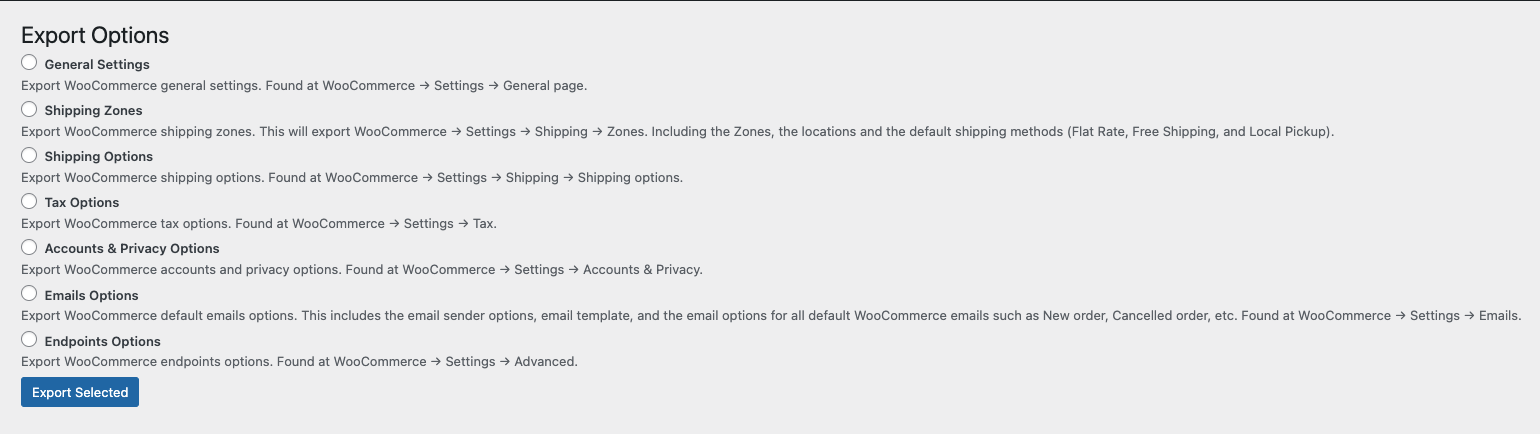 Export Options
General Settings
Export WooCommerce general settings. Found at WooCommerce → Settings → General page.
Shipping Zones
Export WooCommerce shipping zones. This will export WooCommerce → Settings → Shipping → Zones. Including the Zones, the locations and the default shipping methods (Flat Rate, Free Shipping, and Local Pickup).
Shipping Options
Export WooCommerce shipping options. Found at WooCommerce → Settings → Shipping → Shipping options.
Tax Options
Export WooCommerce tax options. Found at WooCommerce → Settings → Tax.
Accounts & Privacy Options
Export WooCommerce accounts and privacy options. Found at WooCommerce → Settings → Accounts & Privacy.
Emails Options
Export WooCommerce default emails options. This includes the email sender options, email template, and the email options for all default WooCommerce emails such as New order, Cancelled order, etc. Found at WooCommerce → Settings → Emails.
Endpoints Options
Export WooCommerce endpoints options. Found at WooCommerce → Settings → Advanced.
Export Selected